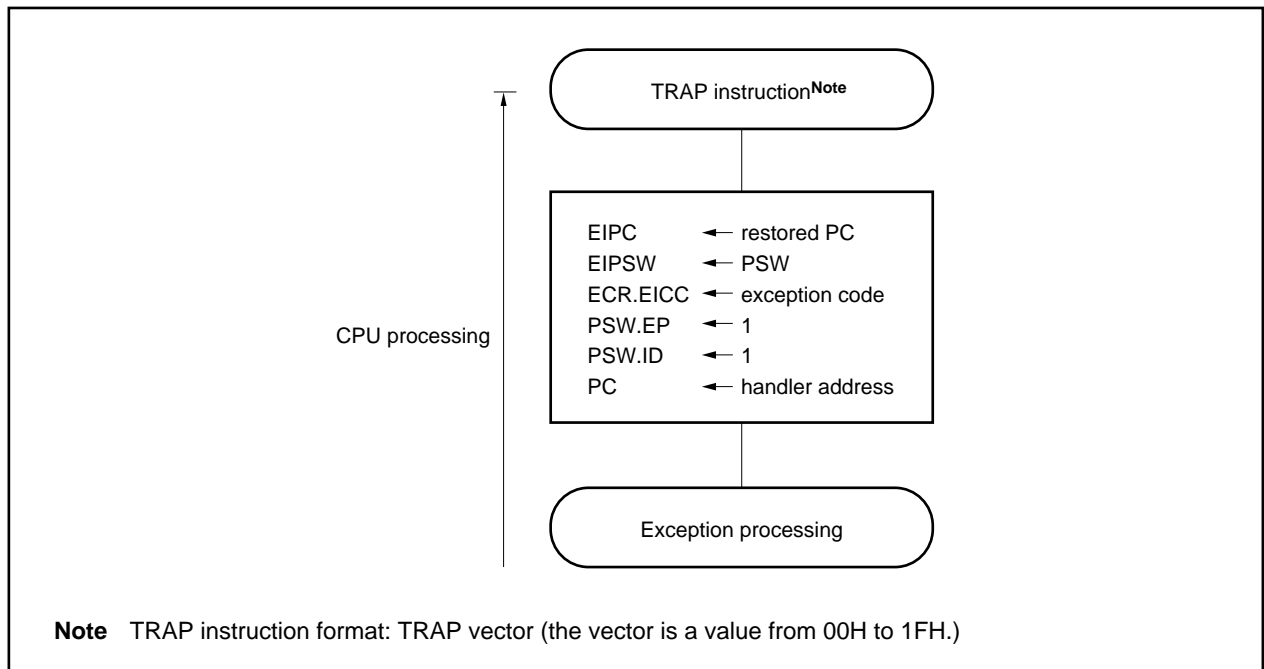 TRAP instructionNote
EIPC ← restored PC
EIPSW ← PSW
ECR.EICC ← exception code
PSW.EP ← 1
PSW.ID ← 1
PC ← handler address
CPU processing
Exception processing
Note TRAP instruction format: TRAP vector (the vector is a value from 00H to 1FH.)